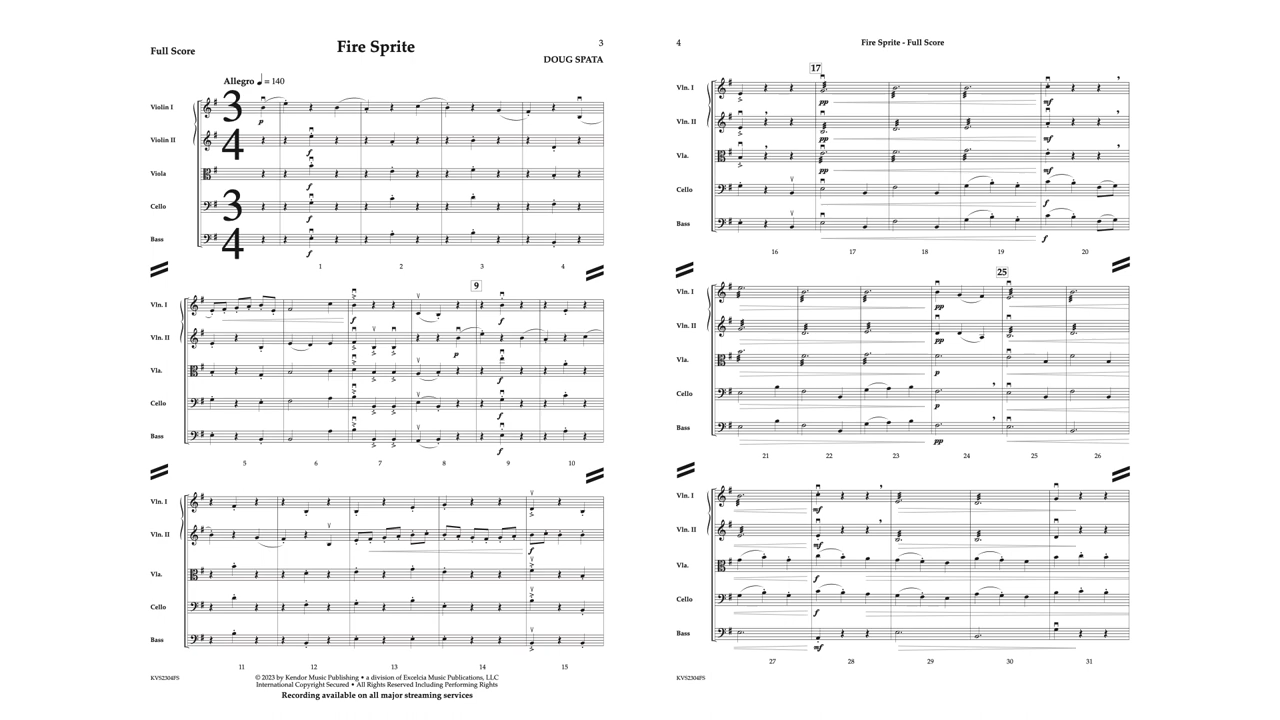 Full Score
Fire Sprite
3
DOUG SPATA
Allegro ♩ = 140
Violin I
p
Violin II
f
Viola
f
Cello
f
Bass
f
3
4
3
4
1 2 3 4
9
Vln. I
f f
Vln. II
p
Vla.
f
Cello
f
Bass
f
5 6 7 8 9 10
Vln. I
Vln. II
f
Vla.
Cello
Bass
11 12 13 14 15
KVS2304FS
© 2023 by Kendor Music Publishing • a division of Excelcia Music Publications, LLC
International Copyright Secured • All Rights Reserved Including Performing Rights
Recording available on all major streaming services
4
Fire Sprite - Full Score
17
Vln. I
pp mf
Vln. II
pp mf
Vla.
pp mf
Cello
f
Bass
f
16 17 18 19 20
25
Vln. I
pp
Vln. II
pp
Vla.
p
Cello
p
Bass
pp
21 22 23 24 25 26
Vln. I
mf
Vln. II
mf
Vla.
f
Cello
f
Bass
mf
27 28 29 30 31
KVS2304FS